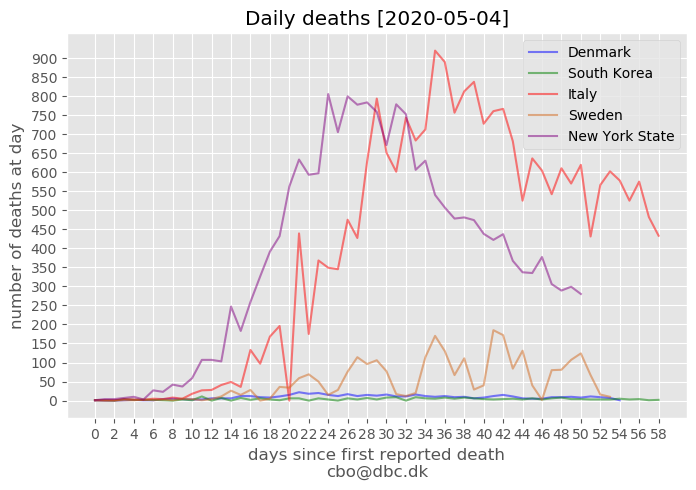 Daily deaths [2020-05-04]
Denmark
South Korea
Italy
Sweden
New York State
number of deaths at day
900
850
800
750
700
650
600
550
500
450
400
350
300
250
200
150
100
50
0
0 2 4 6 8 10 12 14 16 18 20 22 24 26 28 30 32 34 36 38 40 42 44 46 48 50 52 54 56 58
days since first reported death
cbo@dbc.dk